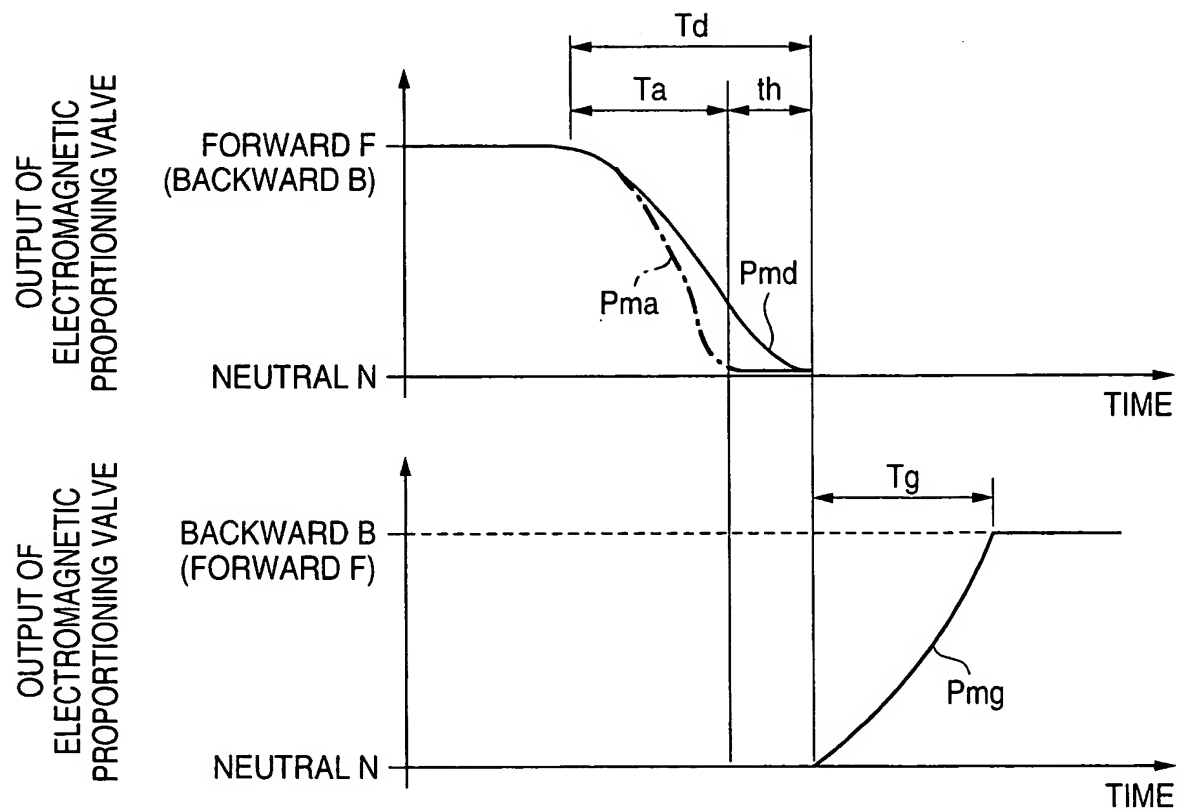 Td
Ta
th
OUTPUT OF
ELECTROMAGNETIC
PROPORTIONING VALVE
FORWARD F
(BACKWARD B)
Pma
Pmd
NEUTRAL N
TIME
OUTPUT OF
ELECTROMAGNETIC
PROPORTIONING VALVE
Tg
BACKWARD B
(FORWARD F)
Pmg
NEUTRAL N
TIME